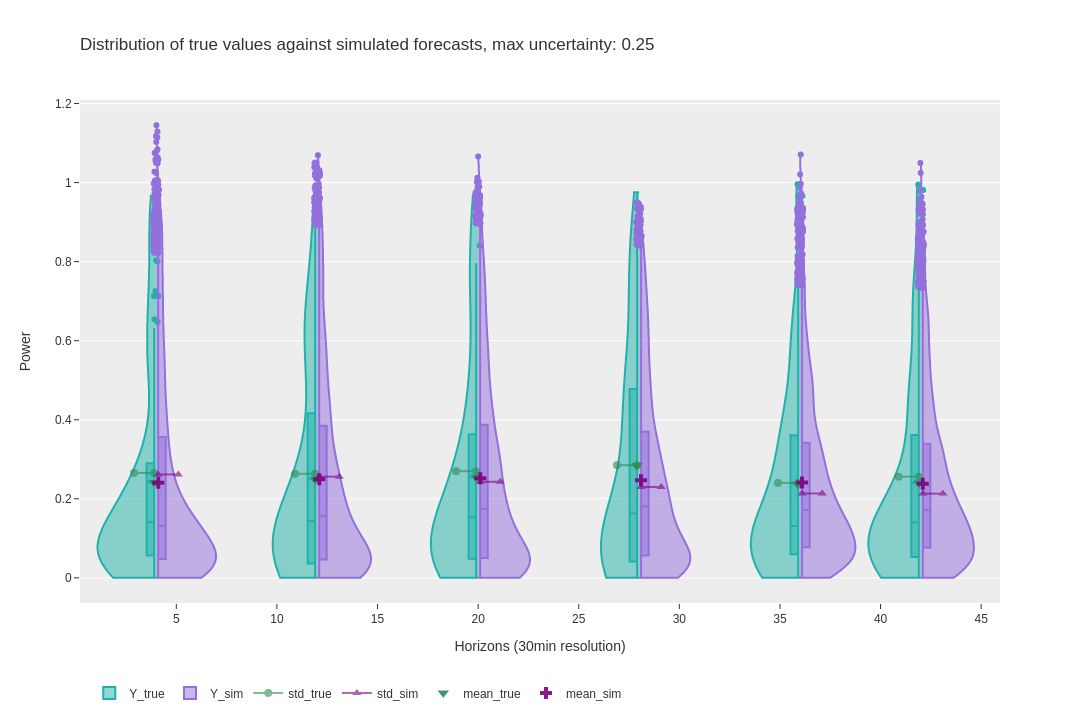 Distribution of true values against simulated forecasts, max uncertainty: 0.25
1.2
1
0.8
0.6
0.4
0.2
0
Power
5 10 15 20 25 30 35 40 45
Horizons (30min resolution)
Y_true Y_sim std_true std_sim mean_true mean_sim